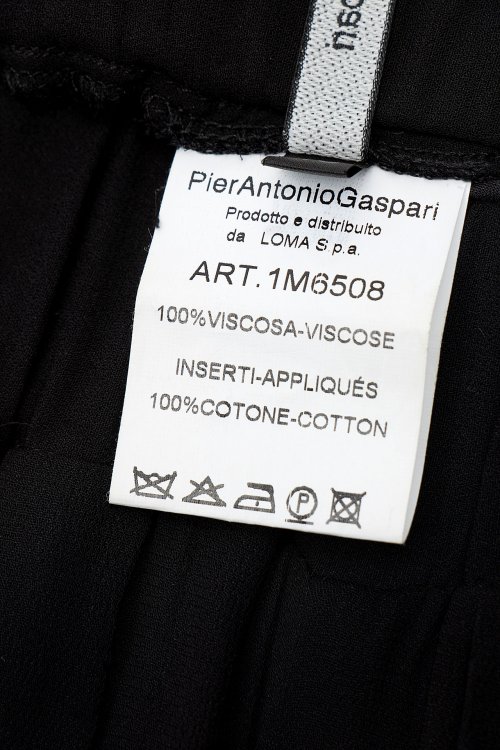 PierAntonioGaspari
Prodotto e distribuito
da LOMA S.p.a.
ART.1M6508
100%VISCOSA-VISCOSE
INSERTI-APPLIQUÉS
100%COTONE-COTTON
P